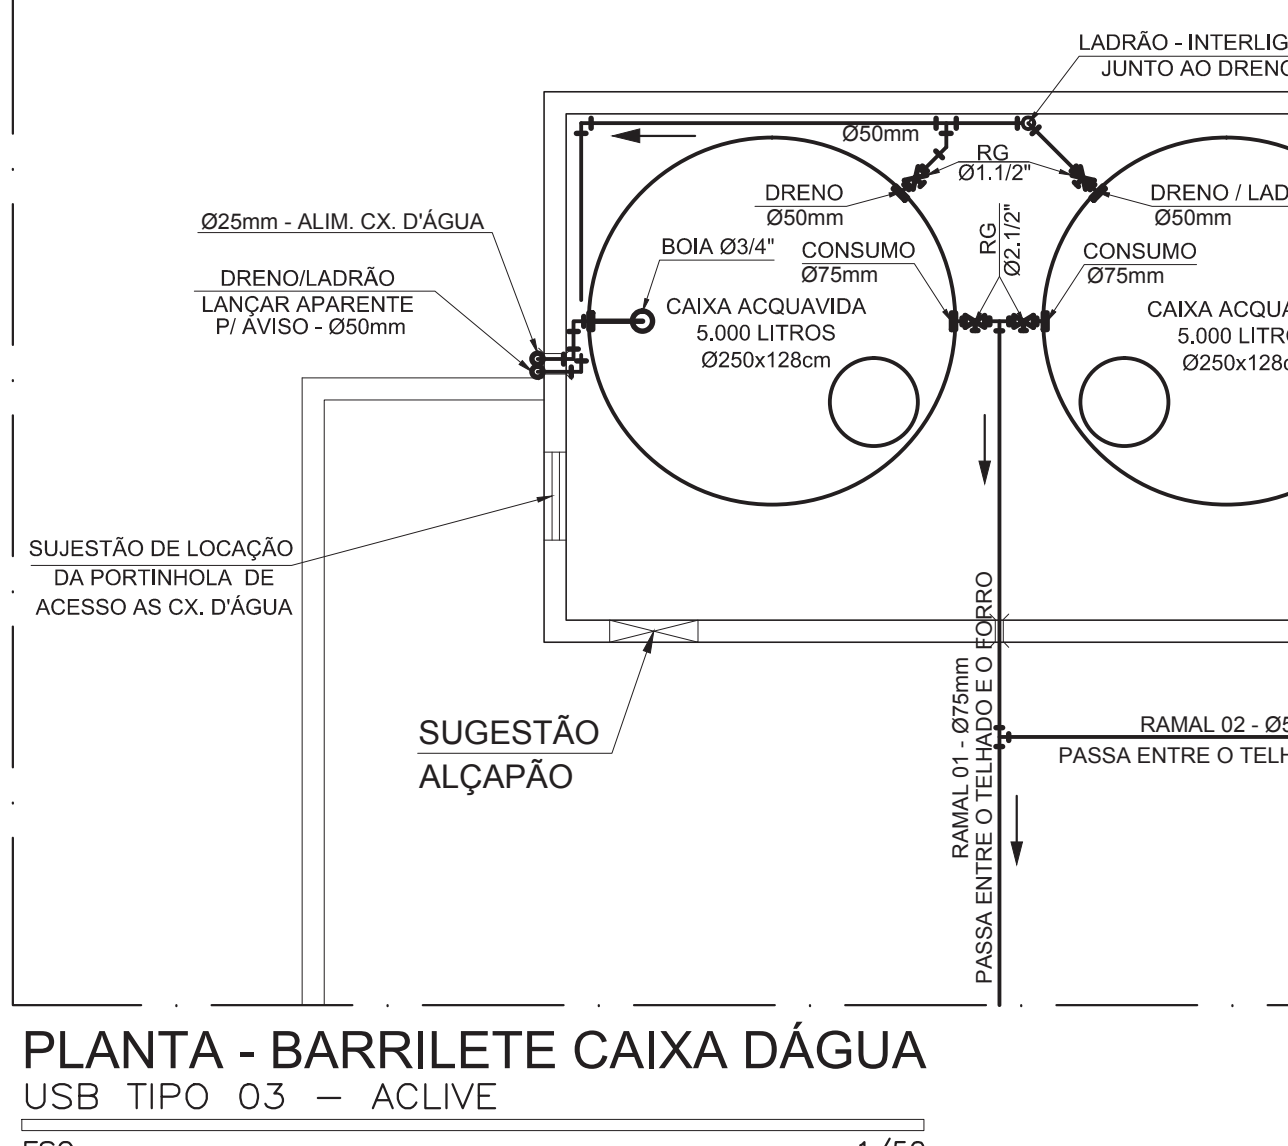 LADRÃO - INTERLIG
JUNTO AO DRENO
Ø50mm
RG
Ø1.1/2"
DRENO
Ø50mm
DRENO / LAD
Ø50mm
Ø25mm - ALIM. CX. D'ÁGUA
BOIA Ø3/4"
CONSUMO
Ø75mm
RG
Ø2.1/2"
CONSUMO
Ø75mm
DRENO/LADRÃO
LANÇAR APARENTE
P/ AVISO - Ø50mm
CAIXA ACQUAVIDA
5.000 LITROS
Ø250x128cm
CAIXA ACQUA
5.000 LITRO
Ø250x128c
SUJESTÃO DE LOCAÇÃO
DA PORTINHOLA DE
ACESSO AS CX. D'ÁGUA
SUGESTÃO
ALÇAPÃO
RAMAL 01 - Ø75mm
PASSA ENTRE O TELHADO E O FORRO
RAMAL 02 - Ø5
PASSA ENTRE O TELH
PLANTA - BARRILETE CAIXA DÁGUA
USB TIPO 03 – ACLIVE